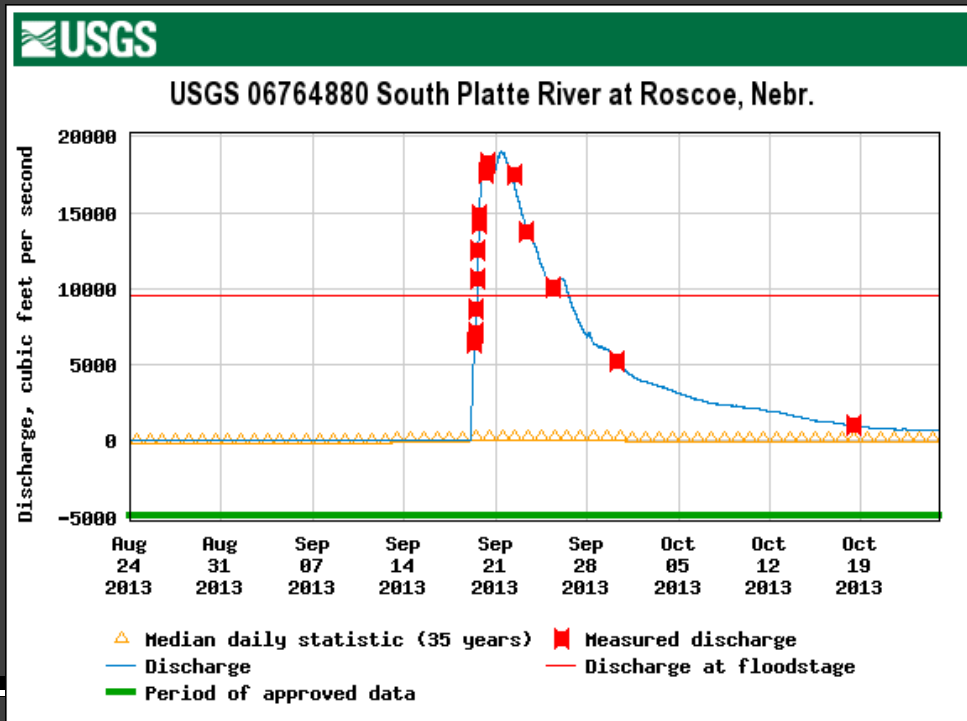 USGS
USGS 06764880 South Platte River at Roscoe, Nebr.
Discharge, cubic feet per second
20000
15000
10000
5000
0
-5000
Aug Aug Sep Sep Sep Sep Oct Oct Oct
24 31 07 14 21 28 05 12 19
2013 2013 2013 2013 2013 2013 2013 2013 2013
Median daily statistic (35 years) Measured discharge
Discharge Discharge at floodstage
Period of approved data